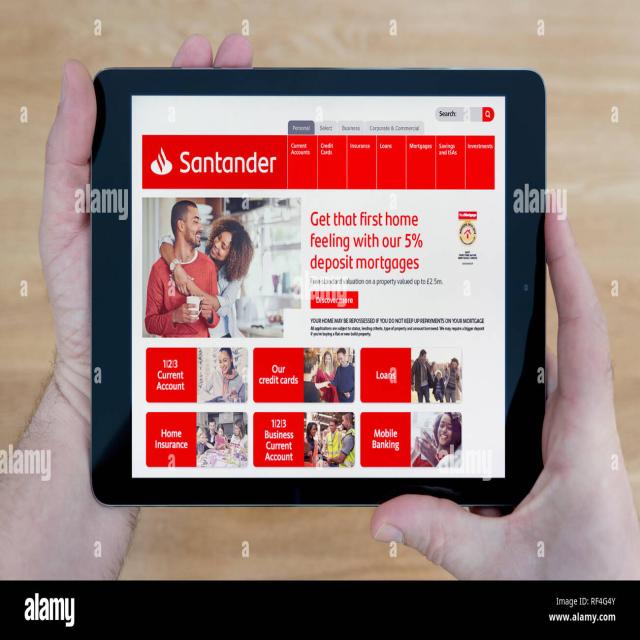 Search:
Personal Select Business Corporate & Commercial
Santander
Current Accounts
Credit Cards
Insurance
Loans
Mortgages
Savings and ISAs
Investments
Get that first home
feeling with our 5%
deposit mortgages
Free standard valuation on a property valued up to £2.5m.
Discover more
YOUR HOME MAY BE REPOSSESSED IF YOU DO NOT KEEP UP REPAYMENTS ON YOUR MORTGAGE
All applications are subject to status, lending criteria, type of property and amount borrowed. We may require a bigger deposit
if you're buying a flat or new build property.
1|2|3
Current
Account
Our
credit cards
Loans
Home
Insurance
1|2|3
Business
Current
Account
Mobile
Banking
alamy
Image ID: RF4G4Y
www.alamy.com